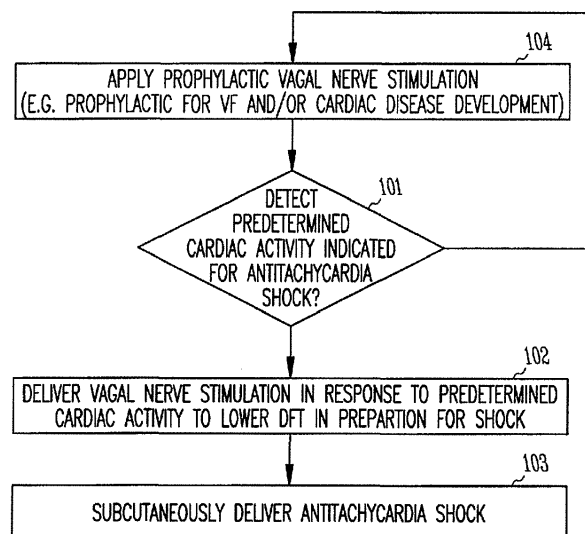 104
APPLY PROPHYLACTIC VAGAL NERVE STIMULATION
(E.G. PROPHYLACTIC FOR VF AND/OR CARDIAC DISEASE DEVELOPMENT)
101
DETECT
PREDETERMINED
CARDIAC ACTIVITY INDICATED
FOR ANTITACHYCARDIA
SHOCK?
102
DELIVER VAGAL NERVE STIMULATION IN RESPONSE TO PREDETERMINED
CARDIAC ACTIVITY TO LOWER DFT IN PREPARTION FOR SHOCK
103
SUBCUTANEOUSLY DELIVER ANTITACHYCARDIA SHOCK